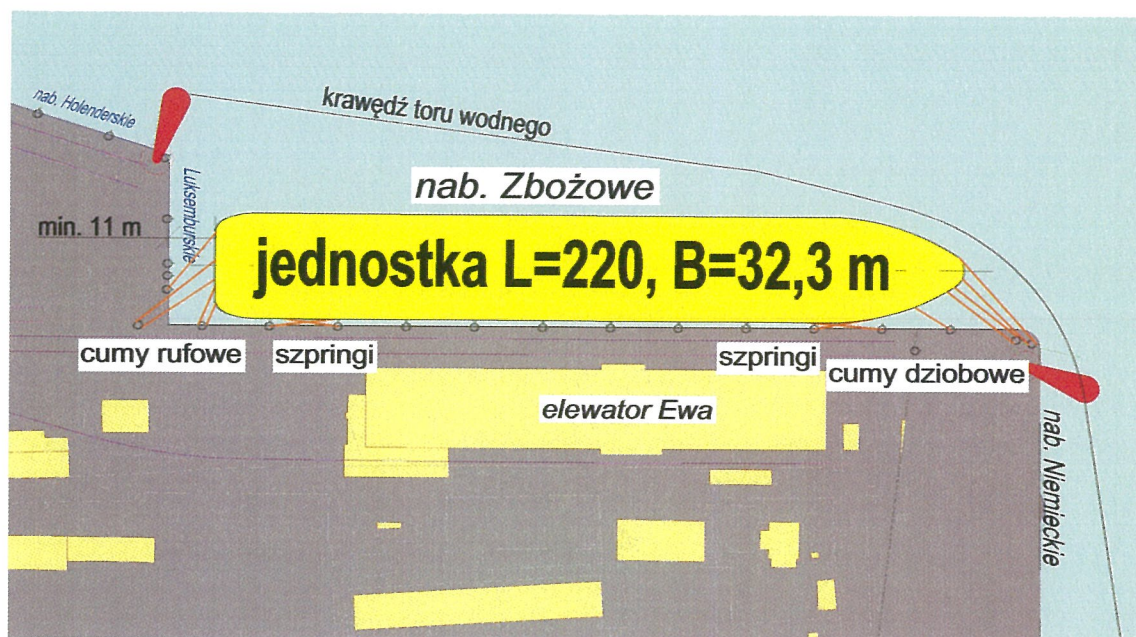 nab. Holenderskie
krawędź toru wodnego
Luksemburskie
nab. Zbożowe
min. 11 m
jednostka L=220, B=32,3 m
cumy rufowe
szpringi
szpringi
cumy dziobowe
elewator Ewa
nab. Niemieckie